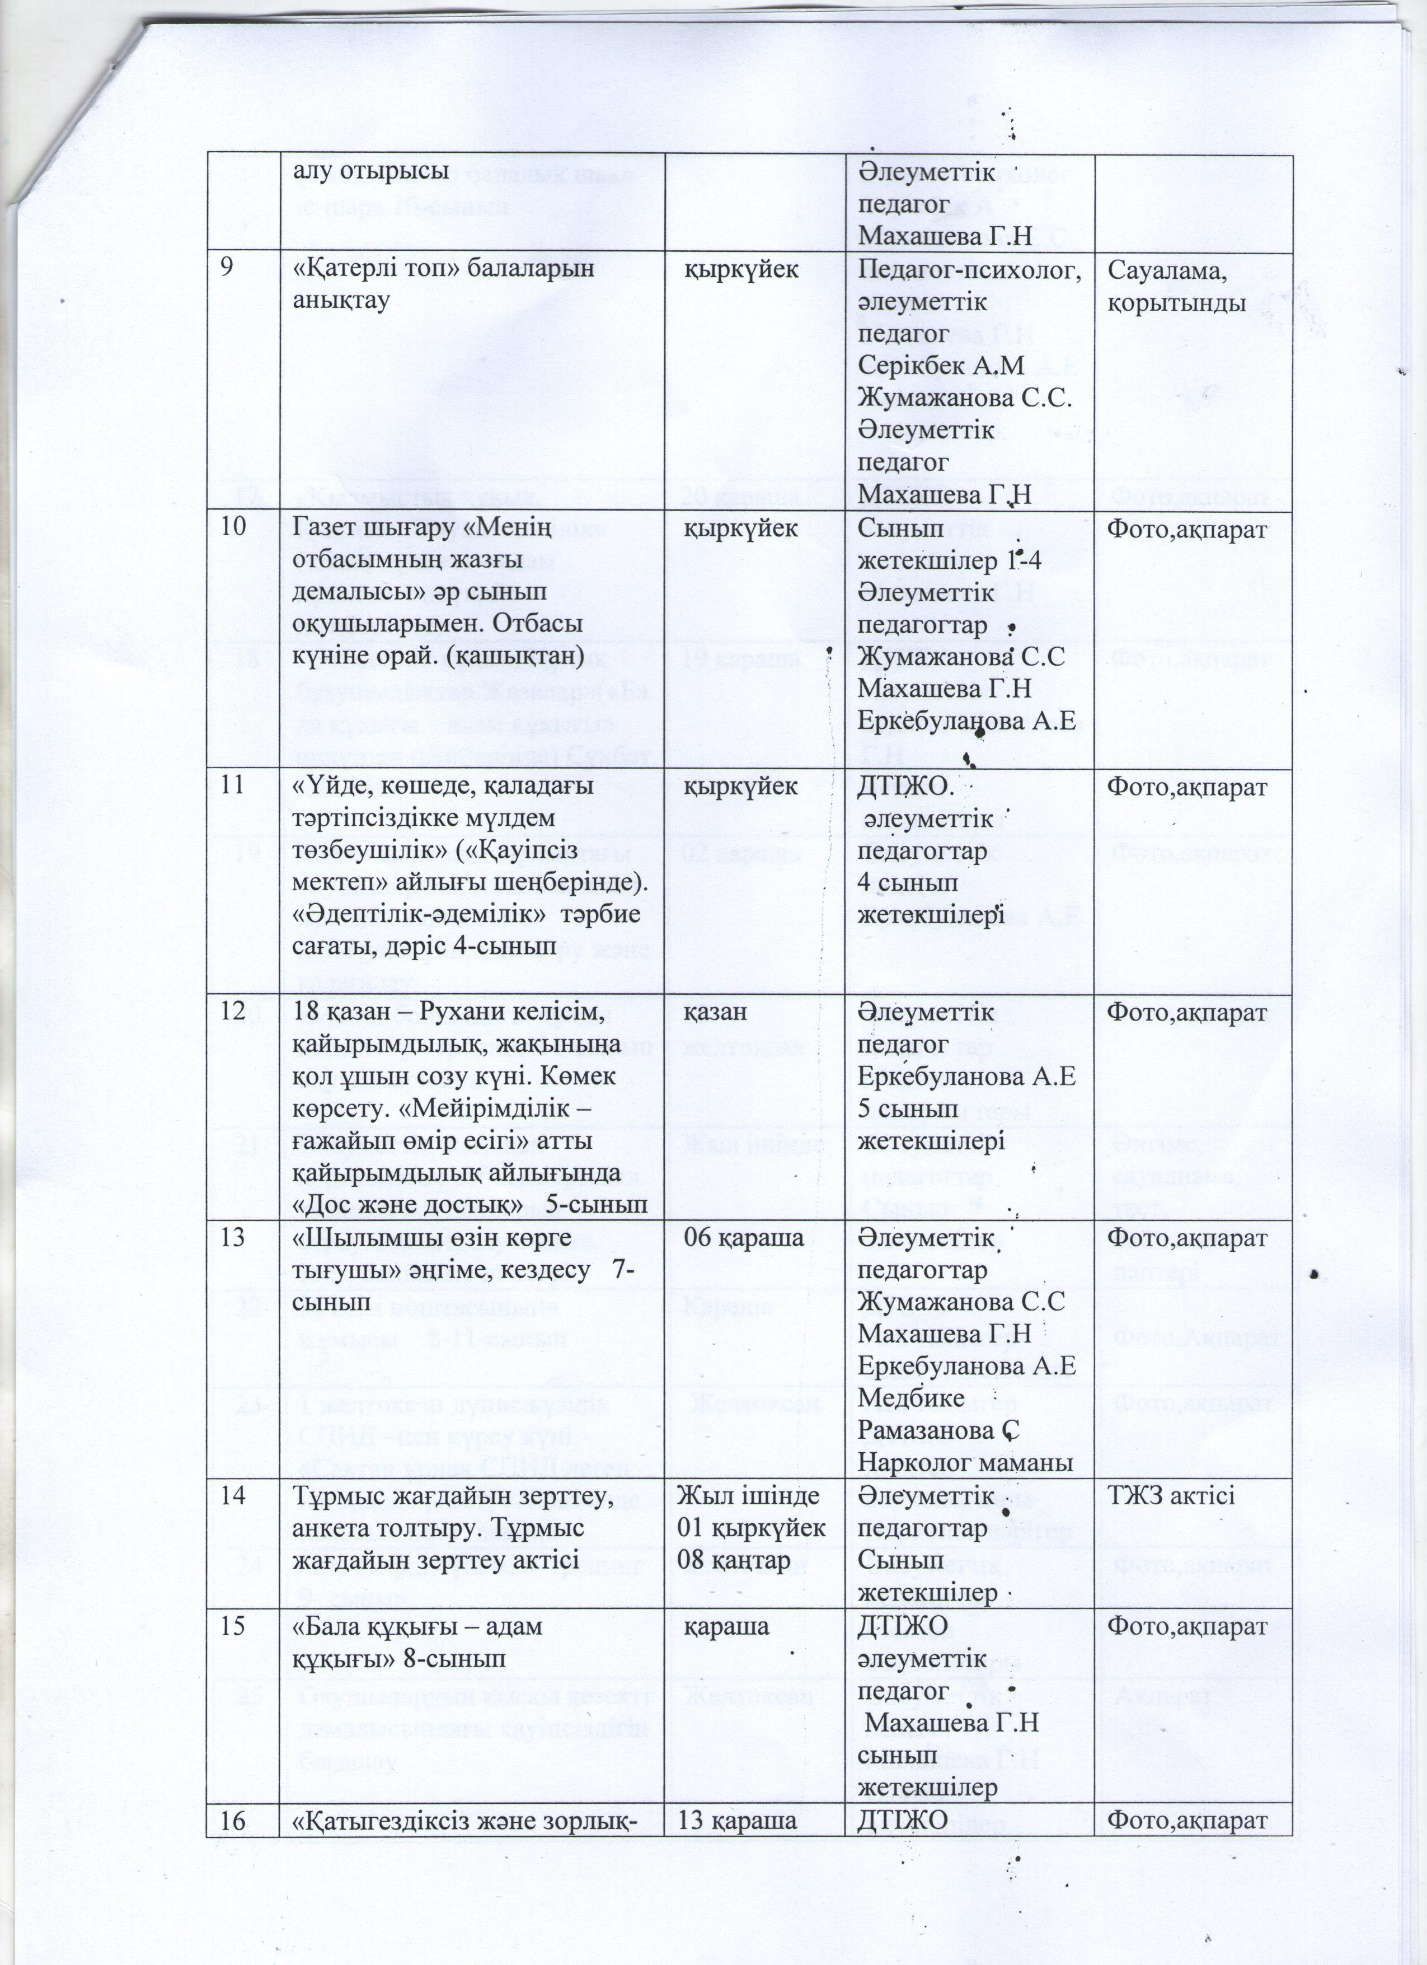 алу отырысы
Әлеуметтік
педагог
Махашева Г.Н
9
«Қатерлі топ» балаларын
анықтау
қыркүйек
Педагог-психолог,
әлеуметтік
педагог
Серікбек А.М
Жумажанова С.С.
Әлеуметтік
педагог
Махашева Г.Н
Сауалама,
қорытынды
10
Газет шығару «Менің
отбасымның жазғы
демалысы» әр сынып
оқушыларымен. Отбасы
күніне орай. (қашықтан)
қыркүйек
Сынып
жетекшілер 1-4
Әлеуметтік
педагогтар
Жумажанова С.С
Махашева Г.Н
Еркебуланова А.Е
Фото,ақпарат
11
«Үйде, көшеде, қаладағы
тәртіпсіздікке мүлдем
төзбеушілік» («Қауіпсіз
мектеп» айлығы шеңберінде).
«Әдептілік-әдемілік» тәрбие
сағаты, дәріс 4-сынып
қыркүйек
ДТІЖО.
әлеуметтік
педагогтар
4 сынып
жетекшілері
Фото,ақпарат
12
18 қазан – Рухани келісім,
қайырымдылық, жақыныңа
қол ұшын созу күні. Көмек
көрсету. «Мейірімділік –
ғажайып өмір есігі» атты
қайырымдылық айлығында
«Дос және достық» 5-сынып
қазан
Әлеуметтік
педагог
Еркебуланова А.Е
5 сынып
жетекшілері
Фото,ақпарат
13
«Шылымшы өзін көрге
тығушы» әңгіме, кездесу 7-
сынып
06 қараша
Әлеуметтік
педагогтар
Жумажанова С.С
Махашева Г.Н
Еркебуланова А.Е
Медбике
Рамазанова С
Нарколог маманы
Фото,ақпарат
14
Тұрмыс жағдайын зерттеу,
анкета толтыру. Тұрмыс
жағдайын зерттеу актісі
Жыл ішінде
01 қыркүйек
08 қаңтар
Әлеуметтік
педагогтар
Сынып
жетекшілер
ТЖЗ актісі
15
«Бала құқығы – адам
құқығы» 8-сынып
қараша
ДТІЖО
әлеуметтік
педагог
Махашева Г.Н
сынып
жетекшілер
Фото,ақпарат
16
«Қатыгездіксіз және зорлық-
13 қараша
ДТІЖО
Фото,ақпарат